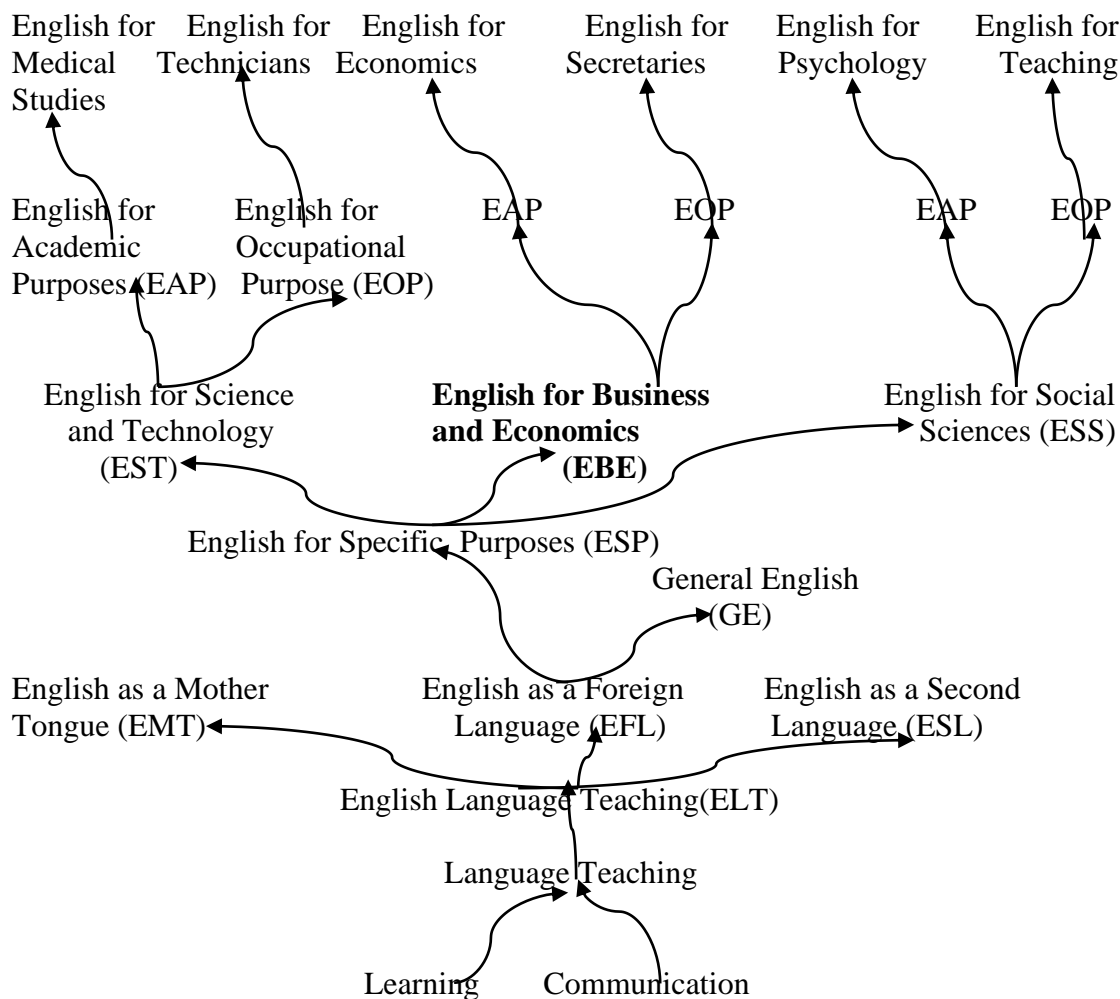 English for Medical Studies
English for Technicians
English for Economics
English for Secretaries
English for Psychology
English for Teaching
English for Academic Purposes (EAP)
English for Occupational Purpose (EOP)
EAP
EOP
EAP
EOP
English for Science and Technology (EST)
English for Business and Economics (EBE)
English for Social Sciences (ESS)
English for Specific Purposes (ESP)
General English (GE)
English as a Mother Tongue (EMT)
English as a Foreign Language (EFL)
English as a Second Language (ESL)
English Language Teaching(ELT)
Language Teaching
Learning
Communication